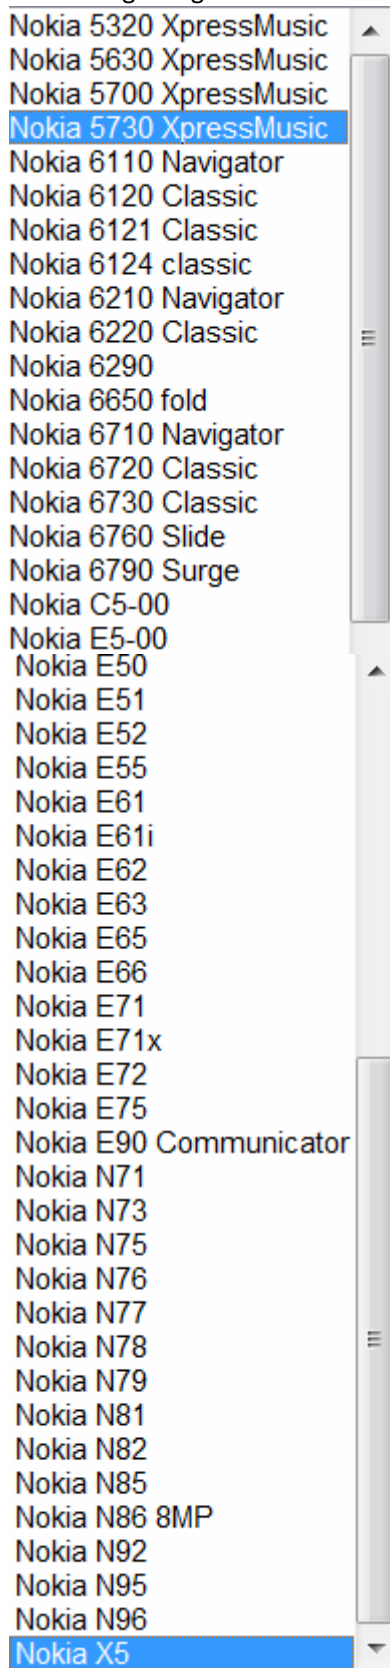 Nokia 5320 XpressMusic
Nokia 5630 XpressMusic
Nokia 5700 XpressMusic
Nokia 5730 XpressMusic
Nokia 6110 Navigator
Nokia 6120 Classic
Nokia 6121 Classic
Nokia 6124 classic
Nokia 6210 Navigator
Nokia 6220 Classic
Nokia 6290
Nokia 6650 fold
Nokia 6710 Navigator
Nokia 6720 Classic
Nokia 6730 Classic
Nokia 6760 Slide
Nokia 6790 Surge
Nokia C5-00
Nokia E5-00
Nokia E50
Nokia E51
Nokia E52
Nokia E55
Nokia E61
Nokia E61i
Nokia E62
Nokia E63
Nokia E65
Nokia E66
Nokia E71
Nokia E71x
Nokia E72
Nokia E75
Nokia E90 Communicator
Nokia N71
Nokia N73
Nokia N75
Nokia N76
Nokia N77
Nokia N78
Nokia N79
Nokia N81
Nokia N82
Nokia N85
Nokia N86 8MP
Nokia N92
Nokia N95
Nokia N96
Nokia X5